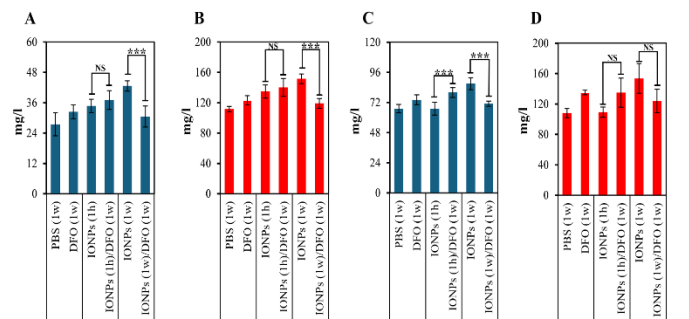 A
60
48
36
24
12
0
mg/l
NS
***
PBS (1w)
DFO (1w)
IONPs (1h)
IONPs (1h)/DFO (1w)
IONPs (1w)
IONPs (1w)/DFO (1w)
B
200
160
120
80
40
0
mg/l
NS
***
PBS (1w)
DFO (1w)
IONPs (1h)
IONPs (1h)/DFO (1w)
IONPs (1w)
IONPs (1w)/DFO (1w)
C
120
96
72
48
24
0
mg/l
***
***
PBS (1w)
DFO (1w)
IONPs (1h)
IONPs (1h)/DFO (1w)
IONPs (1w)
IONPs (1w)/DFO (1w)
D
200
160
120
80
40
0
mg/l
NS
NS
PBS (1w)
DFO (1w)
IONPs (1h)
IONPs (1h)/DFO (1w)
IONPs (1w)
IONPs (1w)/DFO (1w)